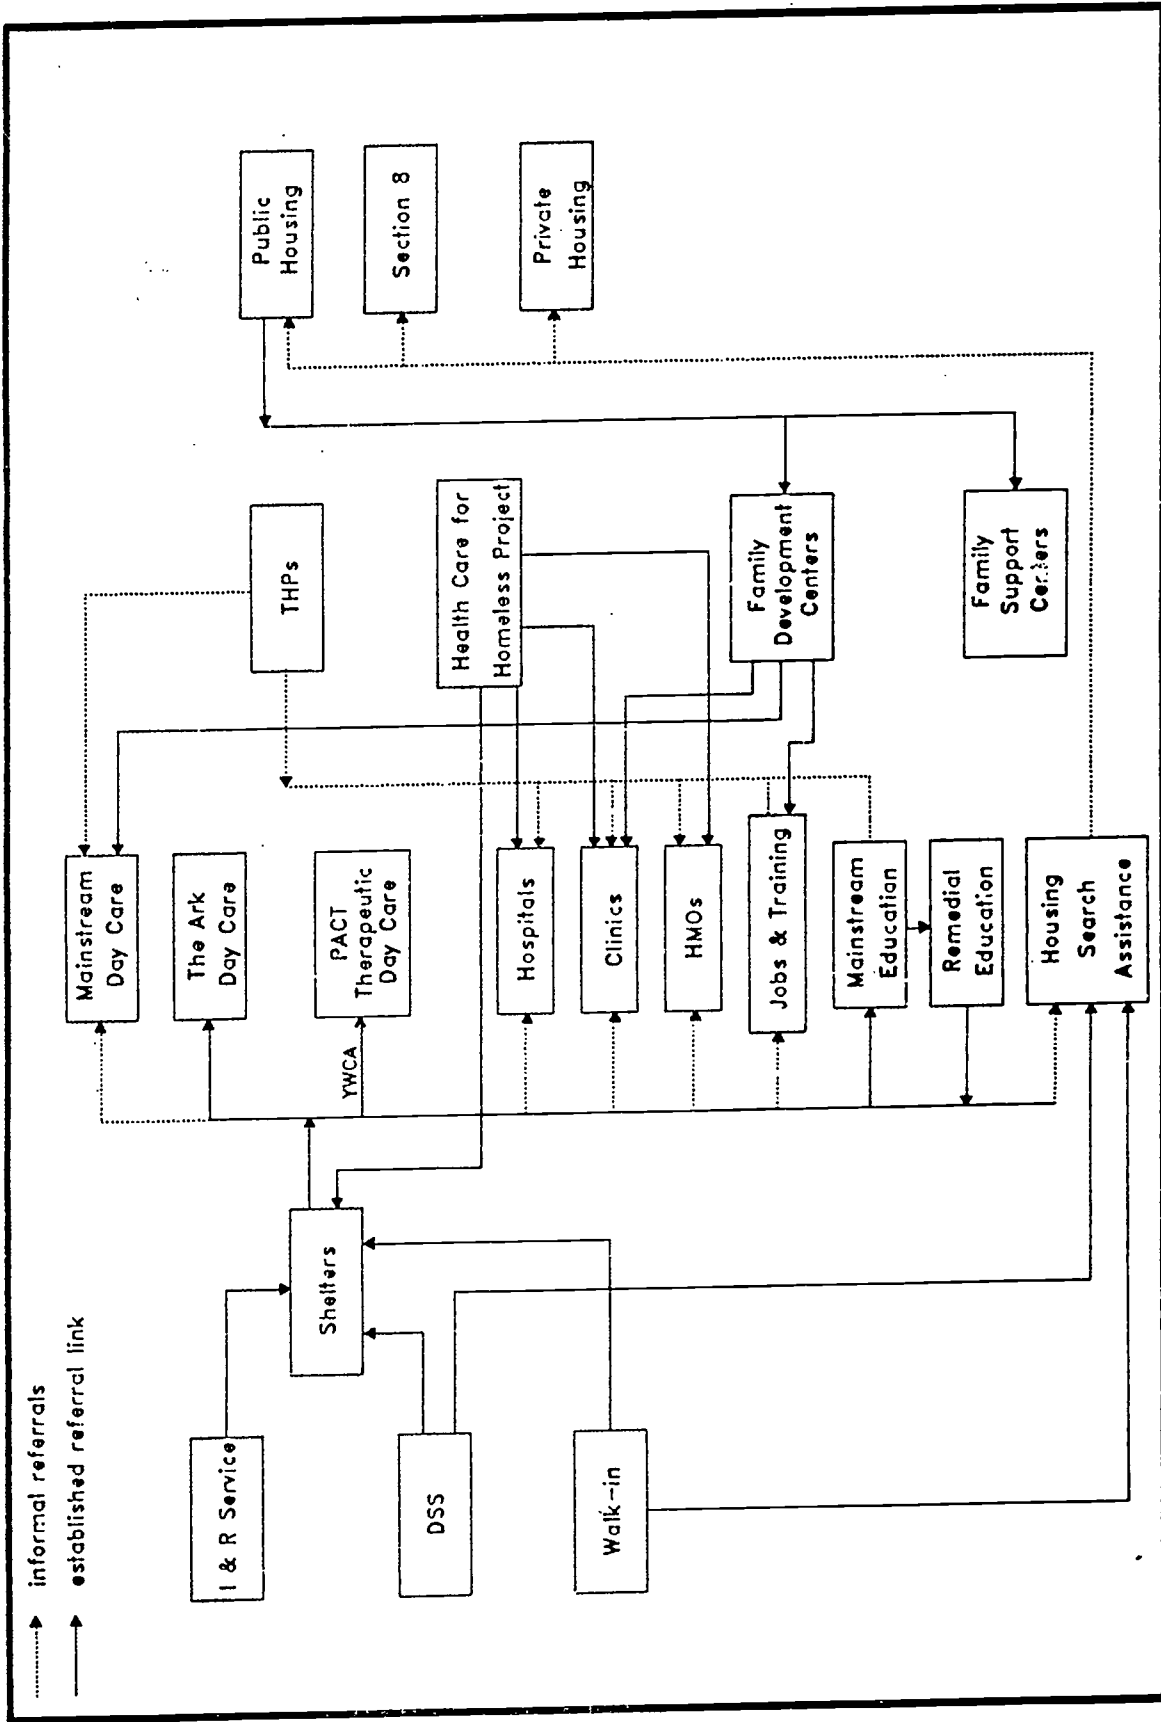 informal referrals
established referral link
I & R Service
DSS
Walk-in
Shelters
Mainstream
Day Care
The Ark
Day Care
YWCA
PACT
Therapeutic
Day Care
Hospitals
Clinics
HMOs
Jobs & Training
Mainstream
Education
Remedial
Education
Housing
Search
Assistance
THPs
Health Care for
Homeless Project
Family
Development
Centers
Family
Support
Centers
Public
Housing
Section 8
Private
Housing